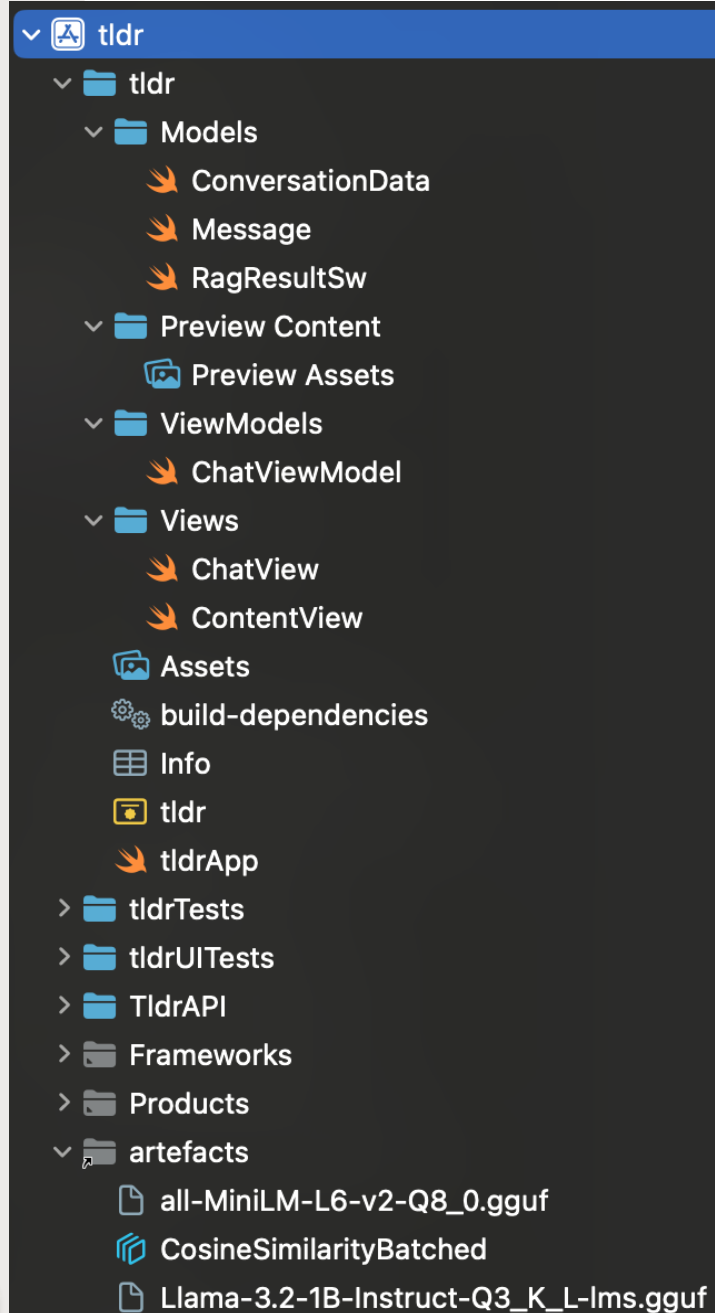 tldr
tldr
Models
ConversationData
Message
RagResultSw
Preview Content
Preview Assets
ViewModels
ChatViewModel
Views
ChatView
ContentView
Assets
build-dependencies
Info
tldr
tldrApp
tldrTests
tldrUITests
TldrAPI
Frameworks
Products
artefacts
all-MiniLM-L6-v2-Q8_0.gguf
CosineSimilarityBatched
Llama-3.2-1B-Instruct-Q3_K_L-lms.gguf